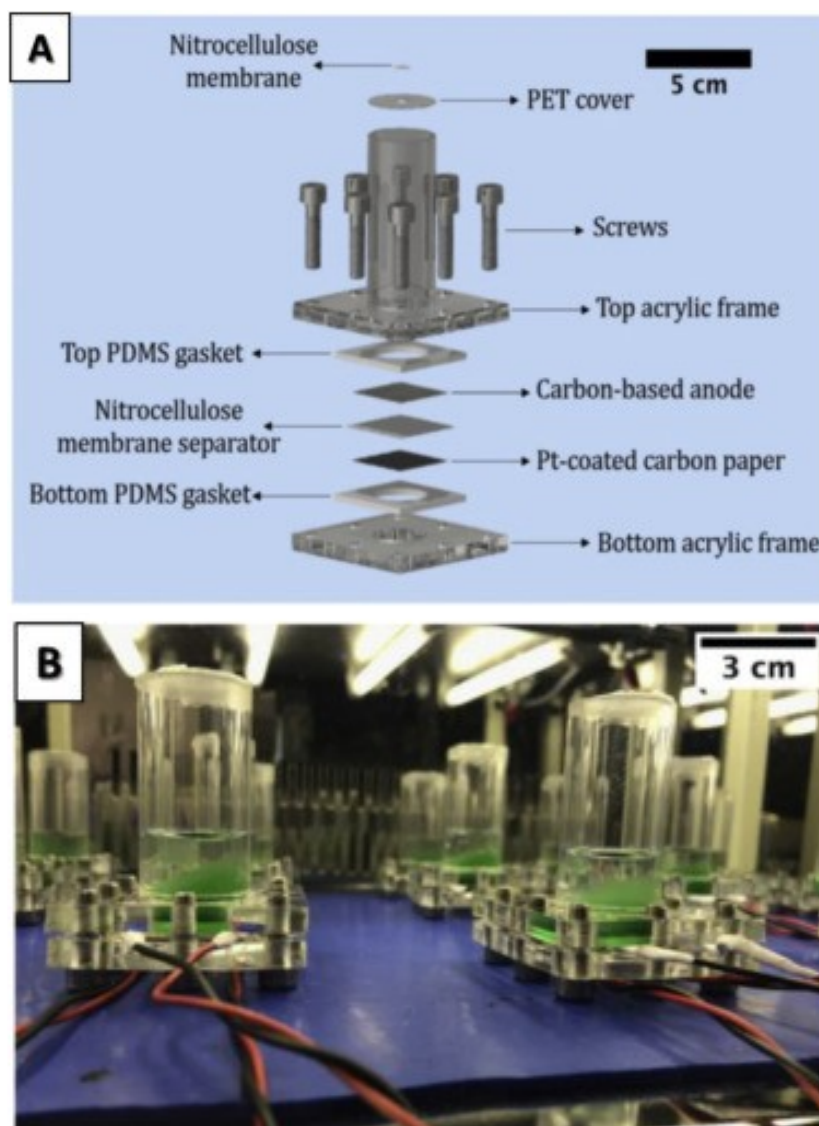 A
Nitrocellulose
membrane
5 cm
PET cover
Screws
Top acrylic frame
Top PDMS gasket
Carbon-based anode
Nitrocellulose
membrane separator
Pt-coated carbon paper
Bottom PDMS gasket
Bottom acrylic frame
B
3 cm